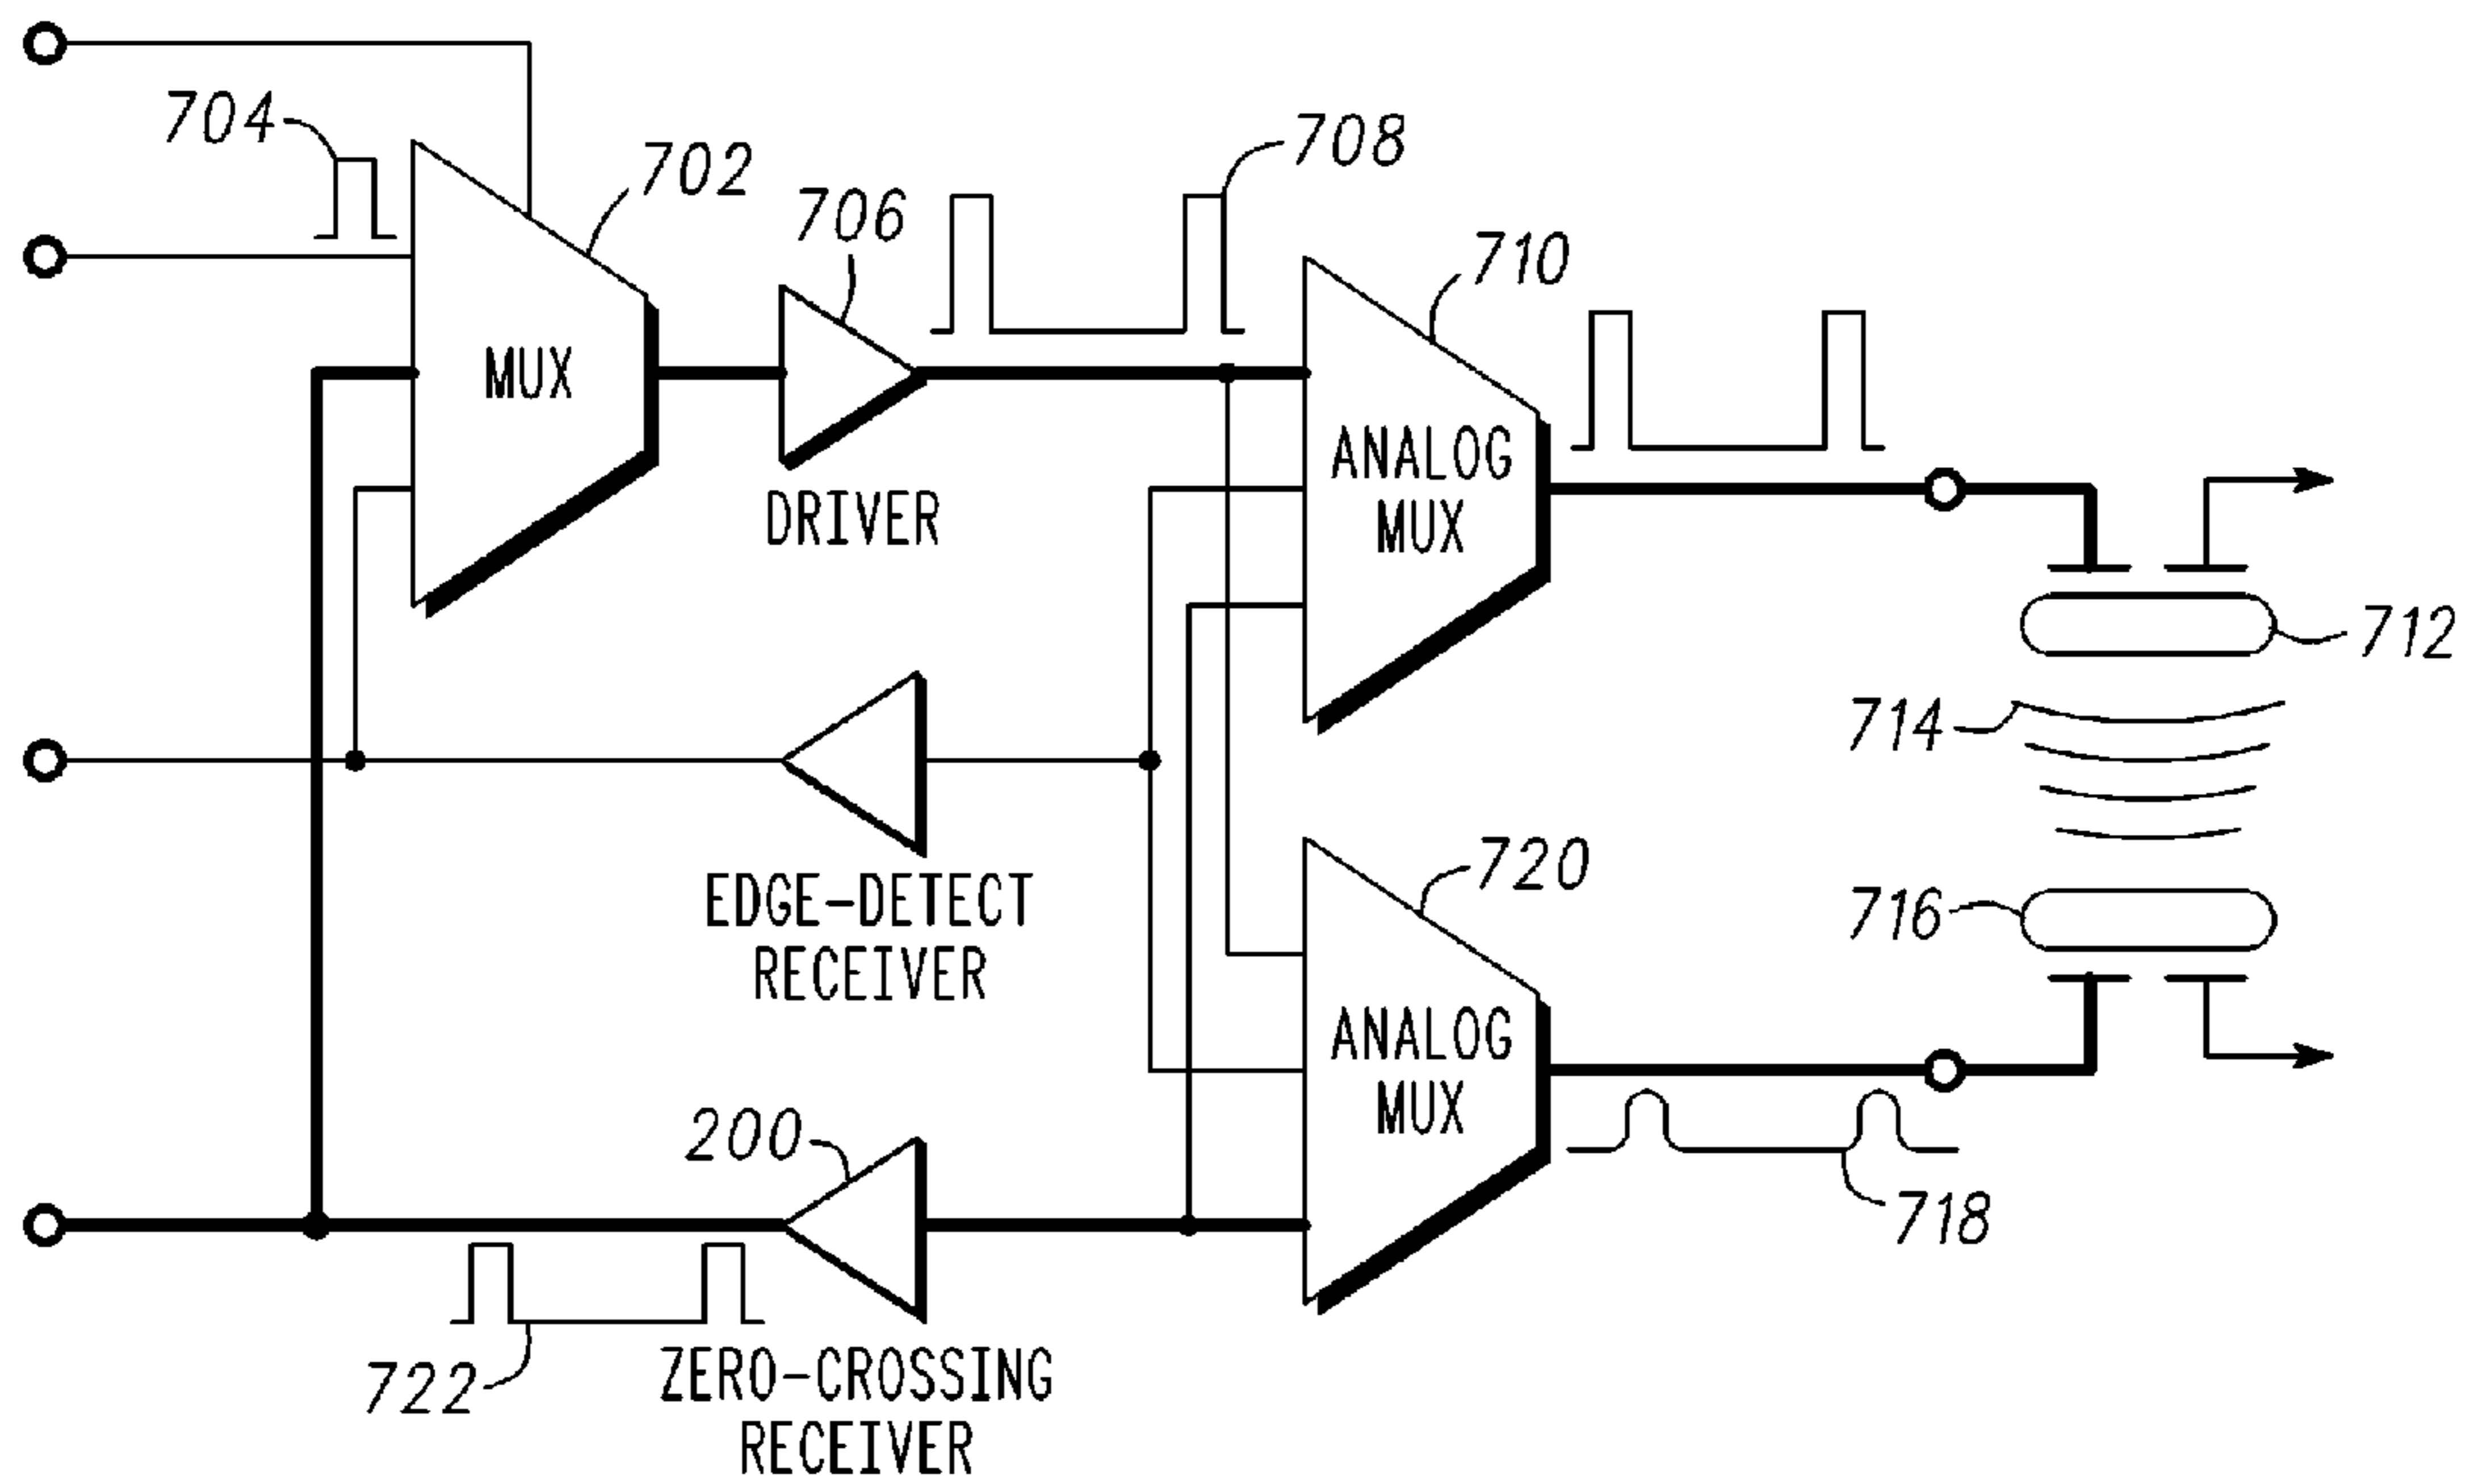 704
702
706
708
710
MUX
DRIVER
ANALOG
MUX
712
714
EDGE-DETECT
RECEIVER
720
716
ANALOG
MUX
200
718
722
ZERO-CROSSING
RECEIVER